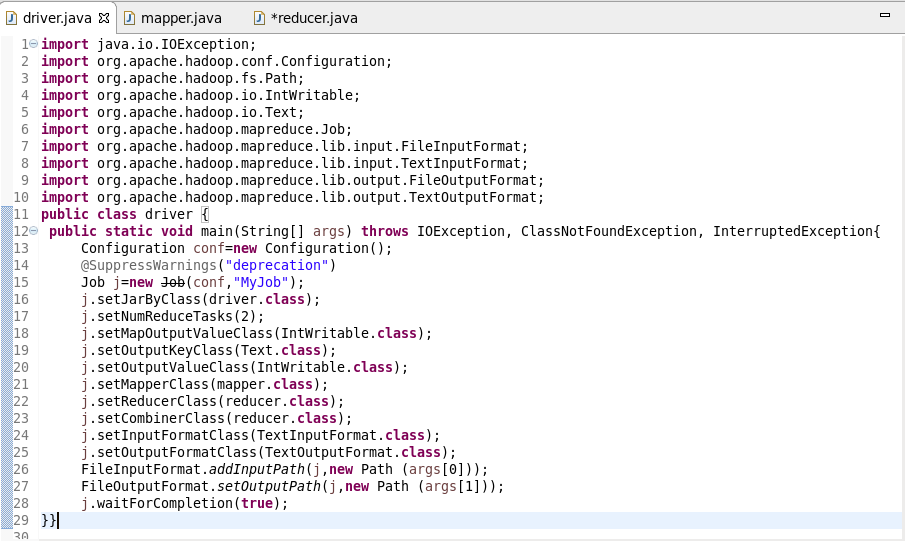 driver.java mapper.java *reducer.java
1 import java.io.IOException;
2 import org.apache.hadoop.conf.Configuration;
3 import org.apache.hadoop.fs.Path;
4 import org.apache.hadoop.io.IntWritable;
5 import org.apache.hadoop.io.Text;
6 import org.apache.hadoop.mapreduce.Job;
7 import org.apache.hadoop.mapreduce.lib.input.FileInputFormat;
8 import org.apache.hadoop.mapreduce.lib.input.TextInputFormat;
9 import org.apache.hadoop.mapreduce.lib.output.FileOutputFormat;
10 import org.apache.hadoop.mapreduce.lib.output.TextOutputFormat;
11 public class driver {
12  public static void main(String[] args) throws IOException, ClassNotFoundException, InterruptedException{
13      Configuration conf=new Configuration();
14      @SuppressWarnings("deprecation")
15      Job j=new Job(conf,"MyJob");
16      j.setJarByClass(driver.class);
17      j.setNumReduceTasks(2);
18      j.setMapOutputValueClass(IntWritable.class);
19      j.setOutputKeyClass(Text.class);
20      j.setOutputValueClass(IntWritable.class);
21      j.setMapperClass(mapper.class);
22      j.setReducerClass(reducer.class);
23      j.setCombinerClass(reducer.class);
24      j.setInputFormatClass(TextInputFormat.class);
25      j.setOutputFormatClass(TextOutputFormat.class);
26      FileInputFormat.addInputPath(j,new Path (args[0]));
27      FileOutputFormat.setOutputPath(j,new Path (args[1]));
28      j.waitForCompletion(true);
29 }}
30